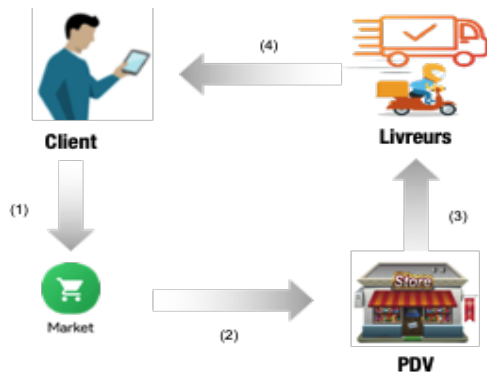 (4)
Client
Livreurs
(1)
(3)
Market
Store
(2)
PDV